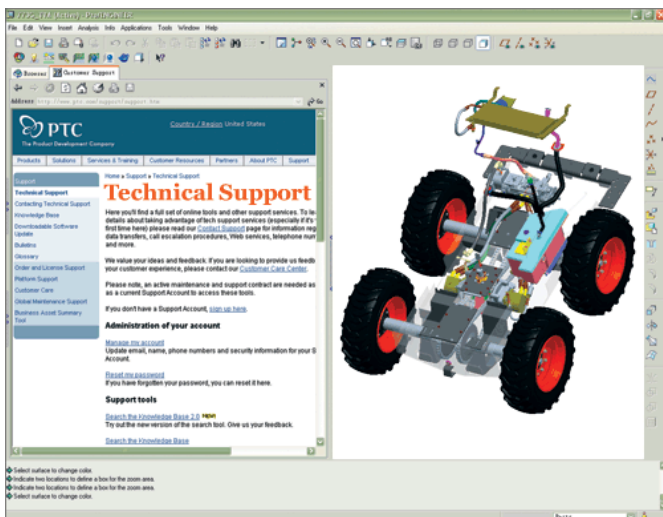 File Edit View Insert Analysis Info Applications Tools Window Help
Browser Customer Support
Address http://www.ptc.com/support/support.htm Go
PTC
The Product Development Company
Country / Region United States
Products Solutions Services & Training Customer Resources Partners About PTC Support
Support
Technical Support
Contacting Technical Support
Knowledge Base
Downloadable Software
Update
Bulletins
Glossary
Order and License Support
Platform Support
Customer Care
Global Maintenance Support
Business Asset Summary
Tool
Home » Support » Technical Support
Technical Support
Here you'll find a full set of online tools and other support services. To le
details about taking advantage of tech support services (especially if it's
first time here) please read our Contact Support page for information reg
data transfers, call escalation procedures, Web services, telephone num
and more.
We value your ideas and feedback. If you are looking to provide us feedb
your customer experience, please contact our Customer Care Center.
Please note, an active maintenance and support contract are needed as
as a current Support Account to access these tools.
If you don't have a Support Account, sign up here.
Administration of your account
Manage my account
Update email, name, phone numbers and security information for your S
Account.
Reset my password
If you have forgotten your password, you can reset it here.
Support tools
Search the Knowledge Base 2.0 New
Try out the new version of the search tool. Give us your feedback.
Search the Knowledge Base
Select surface to change color.
Indicate two locations to define a box for the zoom area.
Indicate two locations to define a box for the zoom area.
Select surface to change color.